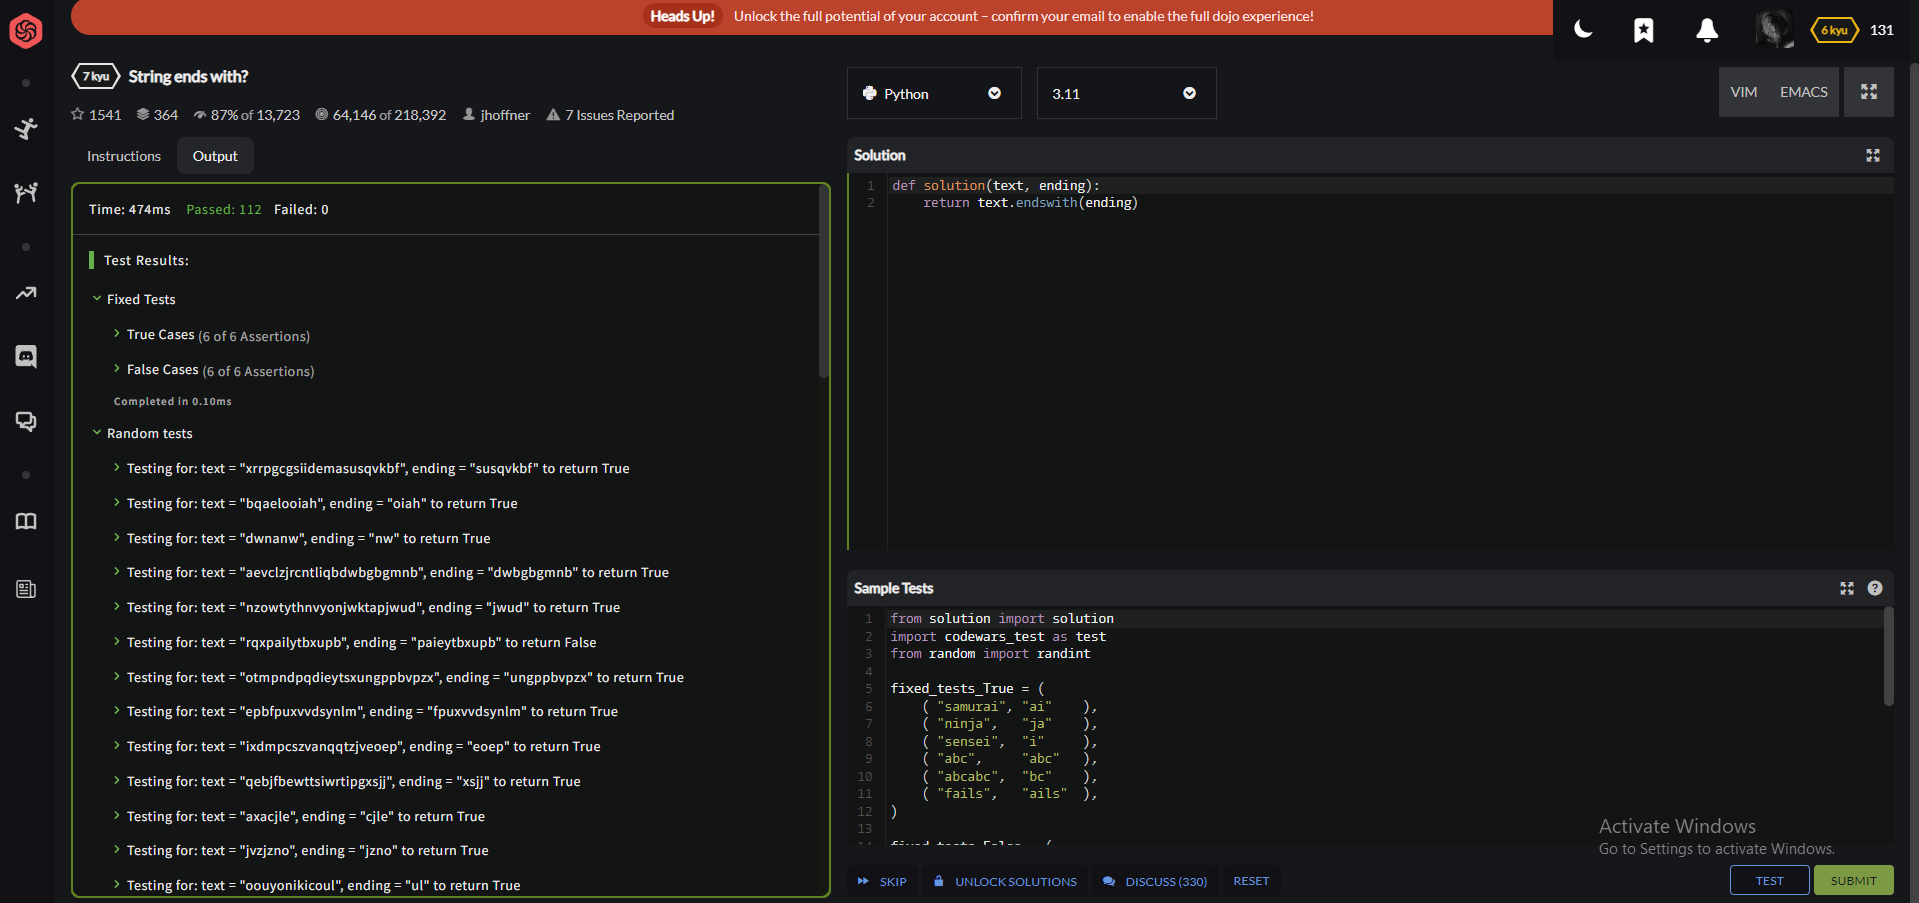 Heads Up! Unlock the full potential of your account – confirm your email to enable the full dojo experience!
6 kyu 131
7 kyu String ends with?
1541 364 87% of 13,723 64,146 of 218,392 jhoffner 7 Issues Reported
Instructions Output
Time: 474ms Passed: 112 Failed: 0
Test Results:
Fixed Tests
True Cases (6 of 6 Assertions)
False Cases (6 of 6 Assertions)
Completed in 0.10ms
Random tests
Testing for: text = "xrrpgcgsiidemasusqvkbf", ending = "susqvkbf" to return True
Testing for: text = "bqaelooiah", ending = "oiah" to return True
Testing for: text = "dwnanw", ending = "nw" to return True
Testing for: text = "aevclzjrcntliqbdwbgbgmnb", ending = "dwbgbgmnb" to return True
Testing for: text = "nzowtythnvyonjwktapjwud", ending = "jwud" to return True
Testing for: text = "rqxpailytbxupb", ending = "paieytbxupb" to return False
Testing for: text = "otmpndpqdieytsxungppbvpzx", ending = "ungppbvpzx" to return True
Testing for: text = "epbfpuxvvdsynlm", ending = "fpuxvvdsynlm" to return True
Testing for: text = "ixdmpcszvanqqtzjveoep", ending = "eoep" to return True
Testing for: text = "qebjfbewttsiwrtipgxsjj", ending = "xsjj" to return True
Testing for: text = "axacjle", ending = "cjle" to return True
Testing for: text = "jvzjzno", ending = "jzno" to return True
Testing for: text = "oouyonikicoul", ending = "ul" to return True
Python 3.11 VIM EMACS
Solution
1 def solution(text, ending):
2     return text.endswith(ending)
Sample Tests
1 from solution import solution
2 import codewars_test as test
3 from random import randint
4
5 fixed_tests_True = (
6     ( "samurai", "ai"    ),
7     ( "ninja",   "ja"    ),
8     ( "sensei",  "i"     ),
9     ( "abc",     "abc"   ),
10     ( "abcabc",  "bc"    ),
11     ( "fails",   "ails"  ),
12 )
13
14 fixed_tests_False = (
Activate Windows
Go to Settings to activate Windows.
SKIP UNLOCK SOLUTIONS DISCUSS (330) RESET TEST SUBMIT